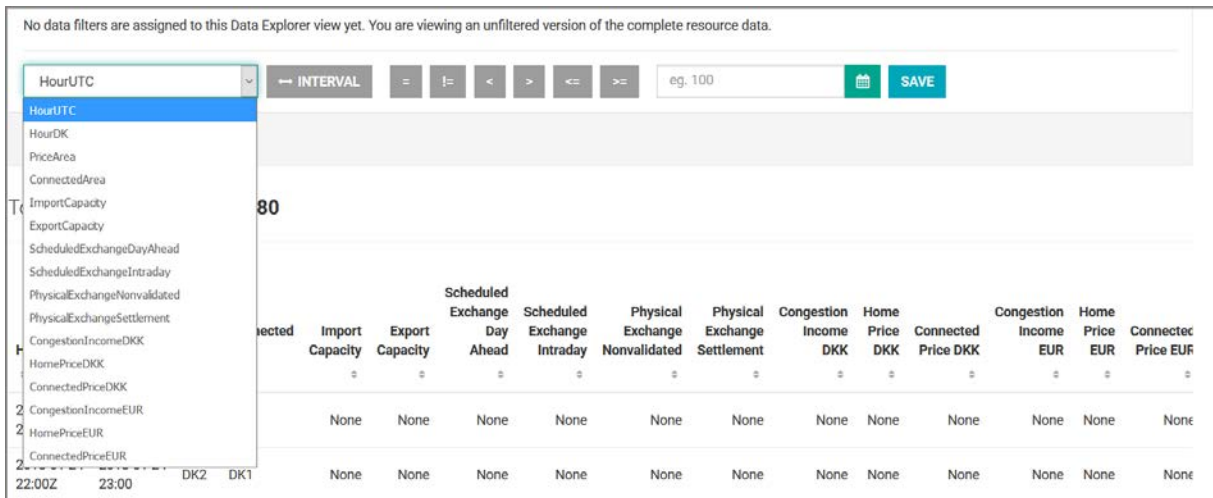 No data filters are assigned to this Data Explorer view yet. You are viewing an unfiltered version of the complete resource data.
HourUTC
INTERVAL = != < > <= >= eg. 100 SAVE
HourUTC
HourDK
PriceArea
ConnectedArea
ImportCapacity
ExportCapacity
ScheduledExchangeDayAhead
ScheduledExchangeIntraday
PhysicalExchangeNonvalidated
PhysicalExchangeSettlement
CongestionIncomeDKK
HomePriceDKK
ConnectedPriceDKK
CongestionIncomeEUR
HomePriceEUR
ConnectedPriceEUR
80
Scheduled
Exchange Scheduled Physical Physical Congestion Home Congestion Home
Import Export Day Exchange Exchange Exchange Income Price Connected Income Price Connected
Capacity Capacity Ahead Intraday Nonvalidated Settlement DKK DKK Price DKK EUR EUR Price EUR
None None None None None None None None None None None None
DK2 DK1 None None None None None None None None None None None None
22:00Z 23:00